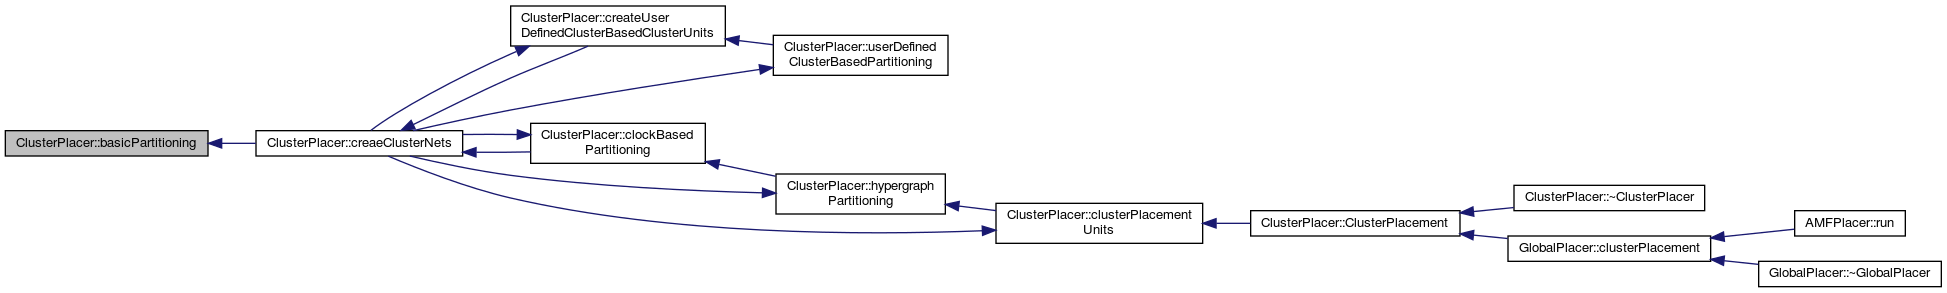 ClusterPlacer::basicPartitioning
ClusterPlacer::creaeClusterNets
ClusterPlacer::createUser
DefinedClusterBasedClusterUnits
ClusterPlacer::userDefined
ClusterBasedPartitioning
ClusterPlacer::clockBased
Partitioning
ClusterPlacer::hypergraph
Partitioning
ClusterPlacer::clusterPlacement
Units
ClusterPlacer::ClusterPlacement
ClusterPlacer::~ClusterPlacer
GlobalPlacer::clusterPlacement
AMFPlacer::run
GlobalPlacer::~GlobalPlacer